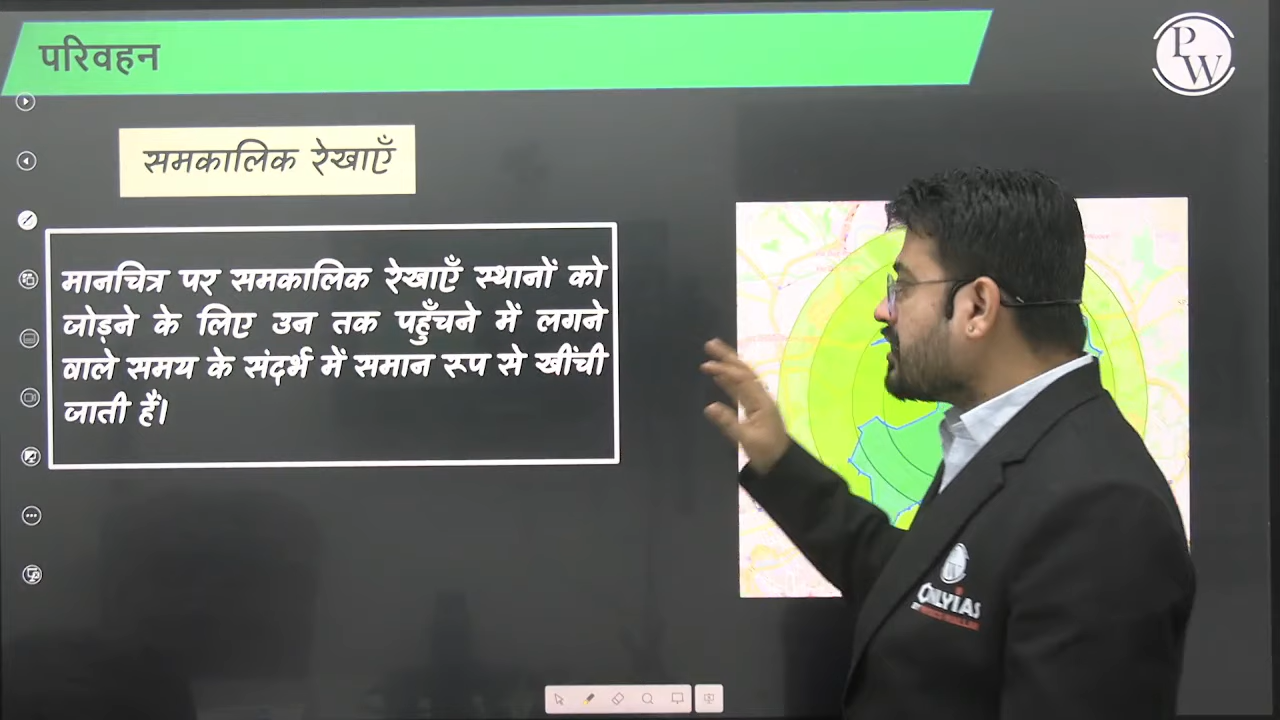 परिवहन
PW
समकालिक रेखाएँ
मानचित्र पर समकालिक रेखाएँ स्थानों को
जोड़ने के लिए उन तक पहुँचने में लगने
वाले समय के संदर्भ में समान रूप से खींची
जाती हैं।
ONLYIAS